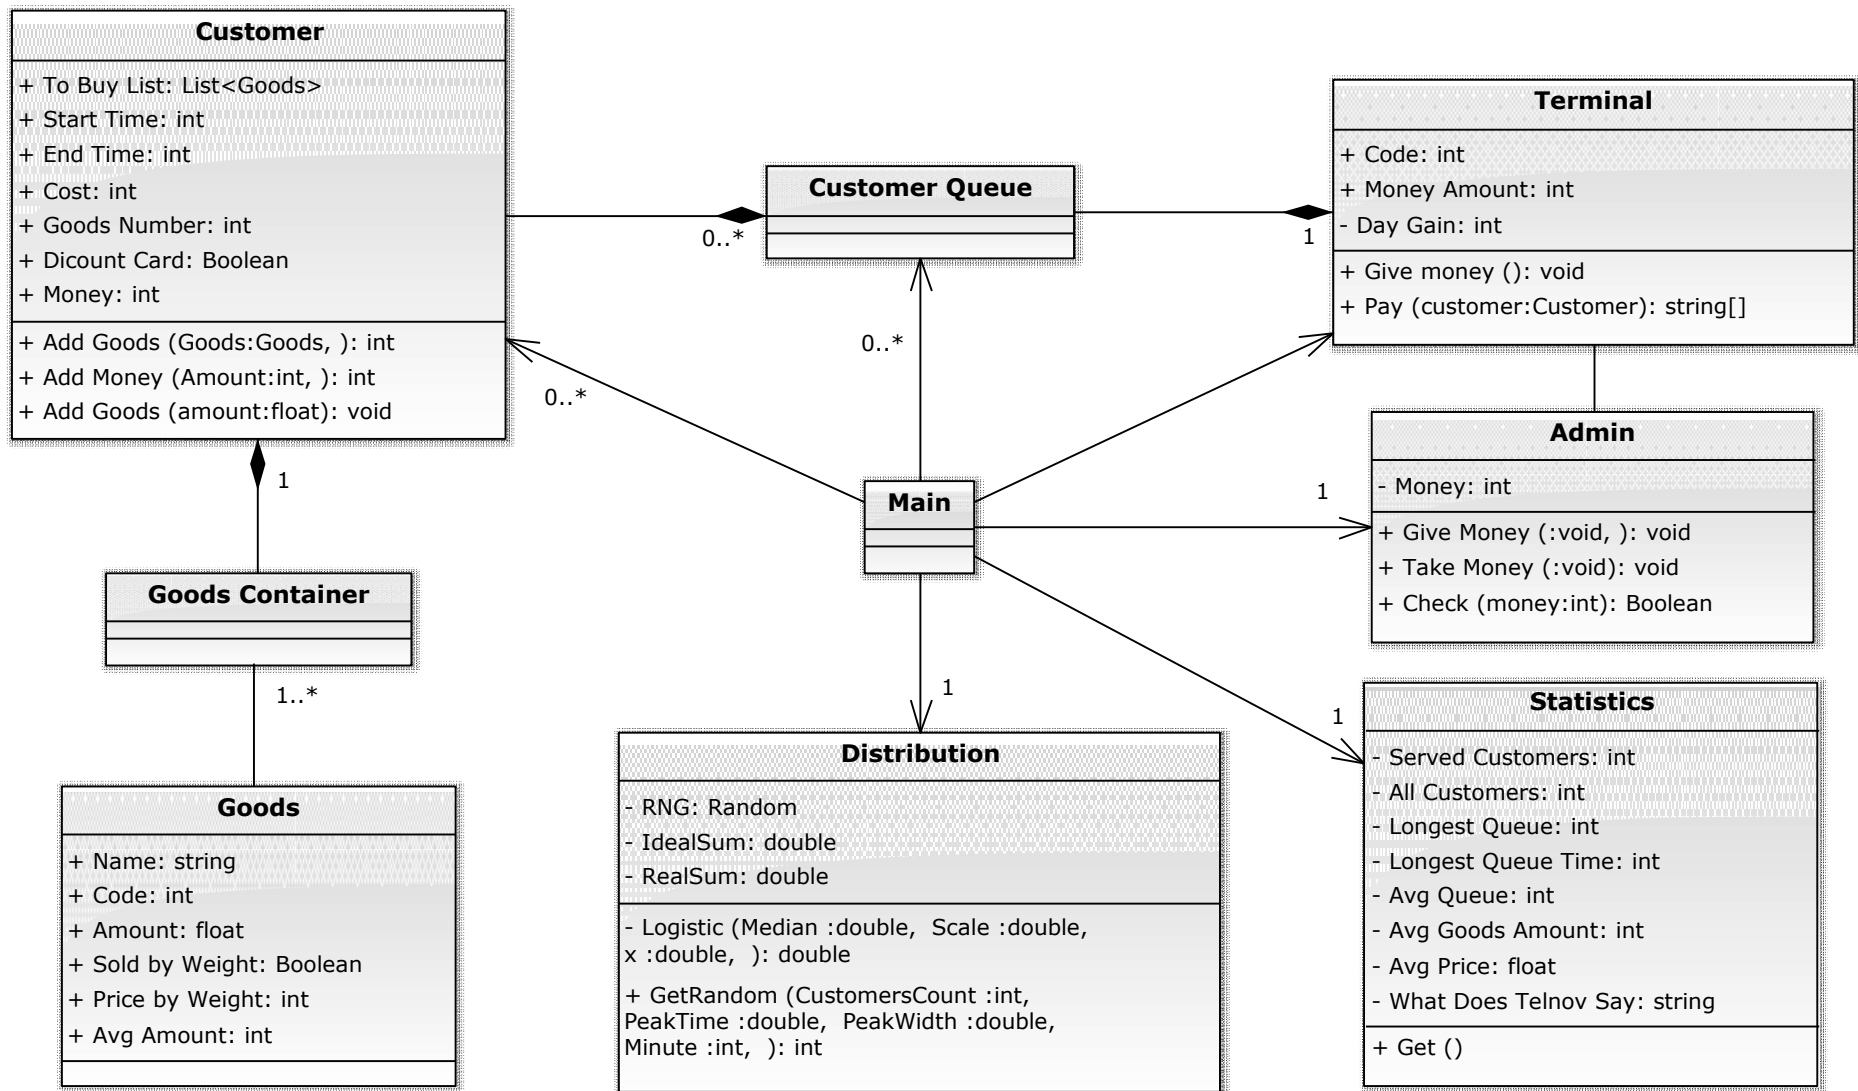 Customer
+ To Buy List: List<Goods>
+ Start Time: int
+ End Time: int
+ Cost: int
+ Goods Number: int
+ Dicount Card: Boolean
+ Money: int
+ Add Goods (Goods:Goods, ): int
+ Add Money (Amount:int, ): int
+ Add Goods (amount:float): void
1
Goods Container
1..*
Goods
+ Name: string
+ Code: int
+ Amount: float
+ Sold by Weight: Boolean
+ Price by Weight: int
+ Avg Amount: int
Customer Queue
0..*
1
0..*
0..*
Main
1
1
1
Terminal
+ Code: int
+ Money Amount: int
- Day Gain: int
+ Give money (): void
+ Pay (customer:Customer): string[]
Admin
- Money: int
+ Give Money (:void, ): void
+ Take Money (:void): void
+ Check (money:int): Boolean
Distribution
- RNG: Random
- IdealSum: double
- RealSum: double
- Logistic (Median :double,  Scale :double,
x :double,  ): double
+ GetRandom (CustomersCount :int,
PeakTime :double,  PeakWidth :double,
Minute :int,  ): int
Statistics
- Served Customers: int
- All Customers: int
- Longest Queue: int
- Longest Queue Time: int
- Avg Queue: int
- Avg Goods Amount: int
- Avg Price: float
- What Does Telnov Say: string
+ Get ()